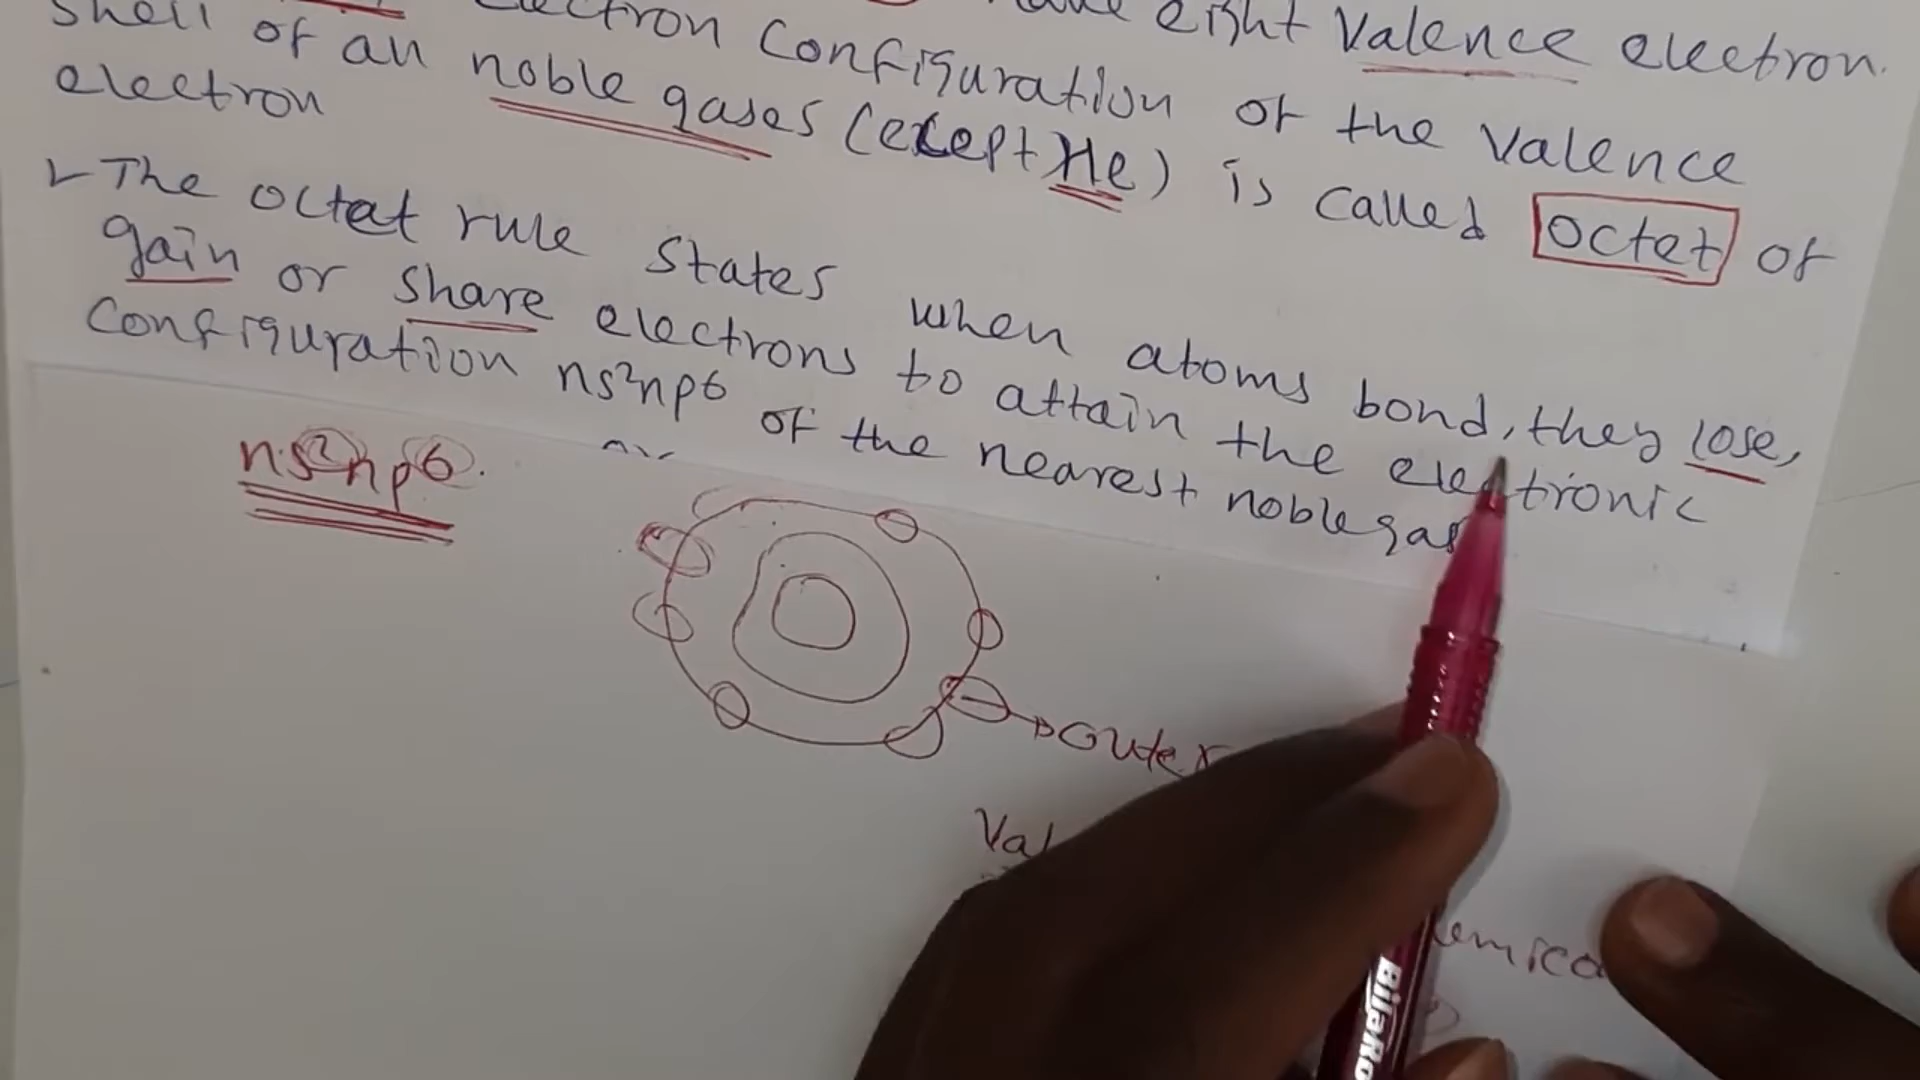 eight valence electron.
shell electron configuration of the valence
of an noble gases (except He) is called octet of
electron
The octet rule states when atoms bond, they lose,
gain or share electrons to attain the electronic
configuration ns²np6 of the nearest noble gas
ns²np6.
outer
Val
BijaRo